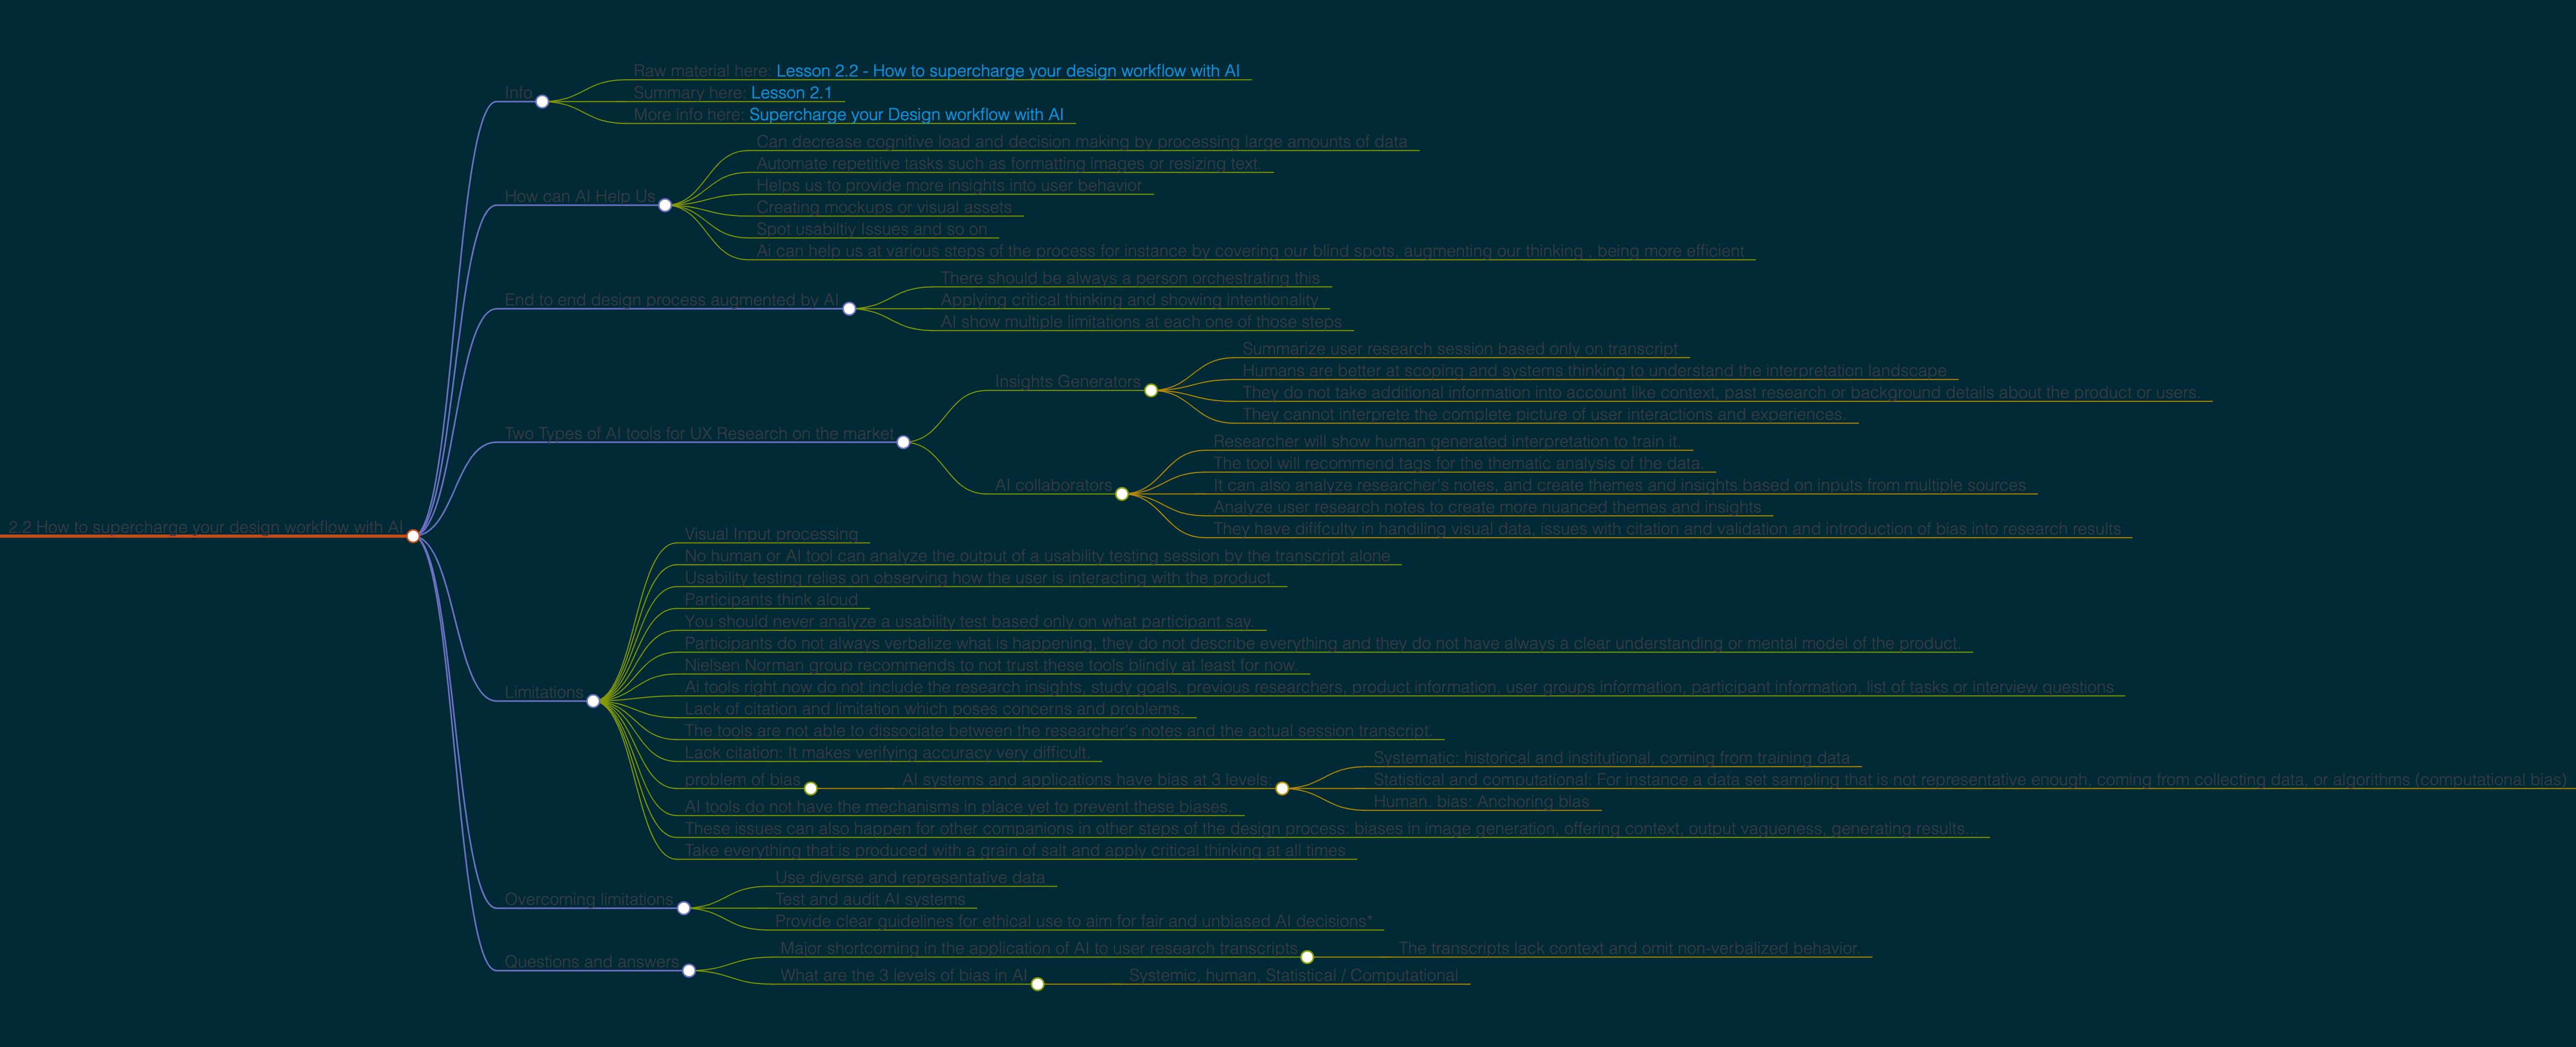 Raw material here: Lesson 2.2 - How to supercharge your design workflow with AI
Info
Summary here: Lesson 2.1
More info here: Supercharge your Design workflow with AI
Can decrease cognitive load and decision making by processing large amounts of data
Automate repetitive tasks such as formatting images or resizing text.
Helps us to provide more insights into user behavior
How can AI Help Us
Creating mockups or visual assets
Spot usabiltiy Issues and so on
Ai can help us at various steps of the process for instance by covering our blind spots, augmenting our thinking , being more efficient
There should be always a person orchestrating this
End to end design process augmented by AI
Applying critical thinking and showing intentionality
AI show multiple limitations at each one of those steps
Summarize user research session based only on transcript
Humans are better at scoping and systems thinking to understand the interpretation landscape
Insights Generators
They do not take additional information into account like context, past research or background details about the product or users.
They cannot interprete the complete picture of user interactions and experiences.
Two Types of AI tools for UX Research on the market
Researcher will show human generated interpretation to train it.
The tool will recommend tags for the thematic analysis of the data.
AI collaborators
It can also analyze researcher's notes, and create themes and insights based on inputs from multiple sources
Analyze user research notes to create more nuanced themes and insights
They have dififculty in handiling visual data, issues with citation and validation and introduction of bias into research results
2.2 How to supercharge your design workflow with AI
Visual Input processing
No human or AI tool can analyze the output of a usability testing session by the transcript alone
Usability testing relies on observing how the user is interacting with the product.
Participants think aloud
You should never analyze a usability test based only on what participant say.
Participants do not always verbalize what is happening, they do not describe everything and they do not have always a clear understanding or mental model of the product.
Nielsen Norman group recommends to not trust these tools blindly at least for now.
Limitations
Ai tools right now do not include the research insights, study goals, previous researchers, product information, user groups information, participant information, list of tasks or interview questions
Lack of citation and limitation which poses concerns and problems.
The tools are not able to dissociate between the researcher's notes and the actual session transcript.
Lack citation: It makes verifying accuracy very difficult.
problem of bias
AI systems and applications have bias at 3 levels:
Systematic: historical and institutional, coming from training data
Statistical and computational: For instance a data set sampling that is not representative enough, coming from collecting data, or algorithms (computational bias)
Human. bias: Anchoring bias
AI tools do not have the mechanisms in place yet to prevent these biases.
These issues can also happen for other companions in other steps of the design process: biases in image generation, offering context, output vagueness, generating results...
Take everything that is produced with a grain of salt and apply critical thinking at all times
Use diverse and representative data
Overcoming limitations
Test and audit AI systems
Provide clear guidelines for ethical use to aim for fair and unbiased AI decisions"
Major shortcoming in the application of AI to user research transcripts
The transcripts lack context and omit non-verbalized behavior.
Questions and answers
What are the 3 levels of bias in AI
Systemic, human, Statistical / Computational